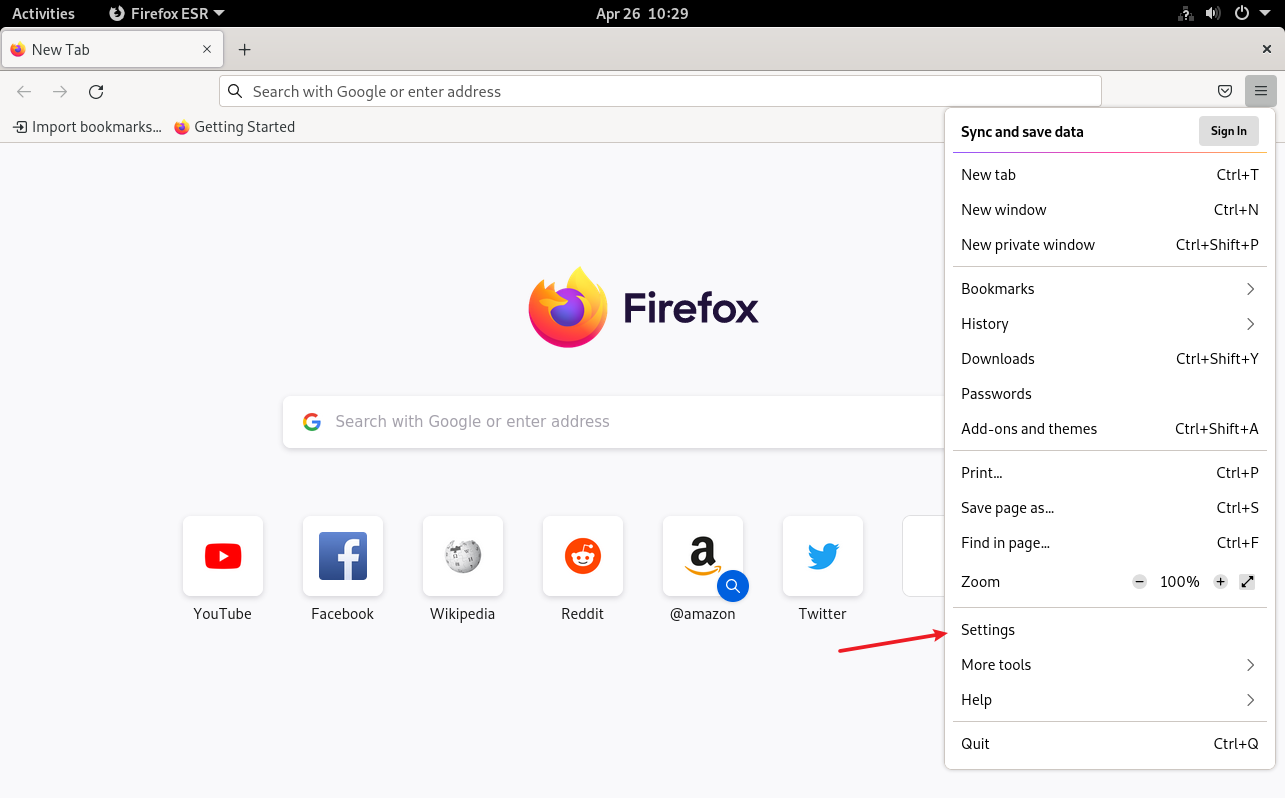 Activities Firefox ESR Apr 26 10:29
New Tab
Search with Google or enter address
Import bookmarks... Getting Started
Sync and save data Sign In
New tab Ctrl+T
New window Ctrl+N
New private window Ctrl+Shift+P
Bookmarks
History
Downloads Ctrl+Shift+Y
Passwords
Add-ons and themes Ctrl+Shift+A
Print... Ctrl+P
Save page as... Ctrl+S
Find in page... Ctrl+F
Zoom 100%
Settings
More tools
Help
Quit Ctrl+Q
Firefox
Search with Google or enter address
YouTube Facebook Wikipedia Reddit @amazon Twitter